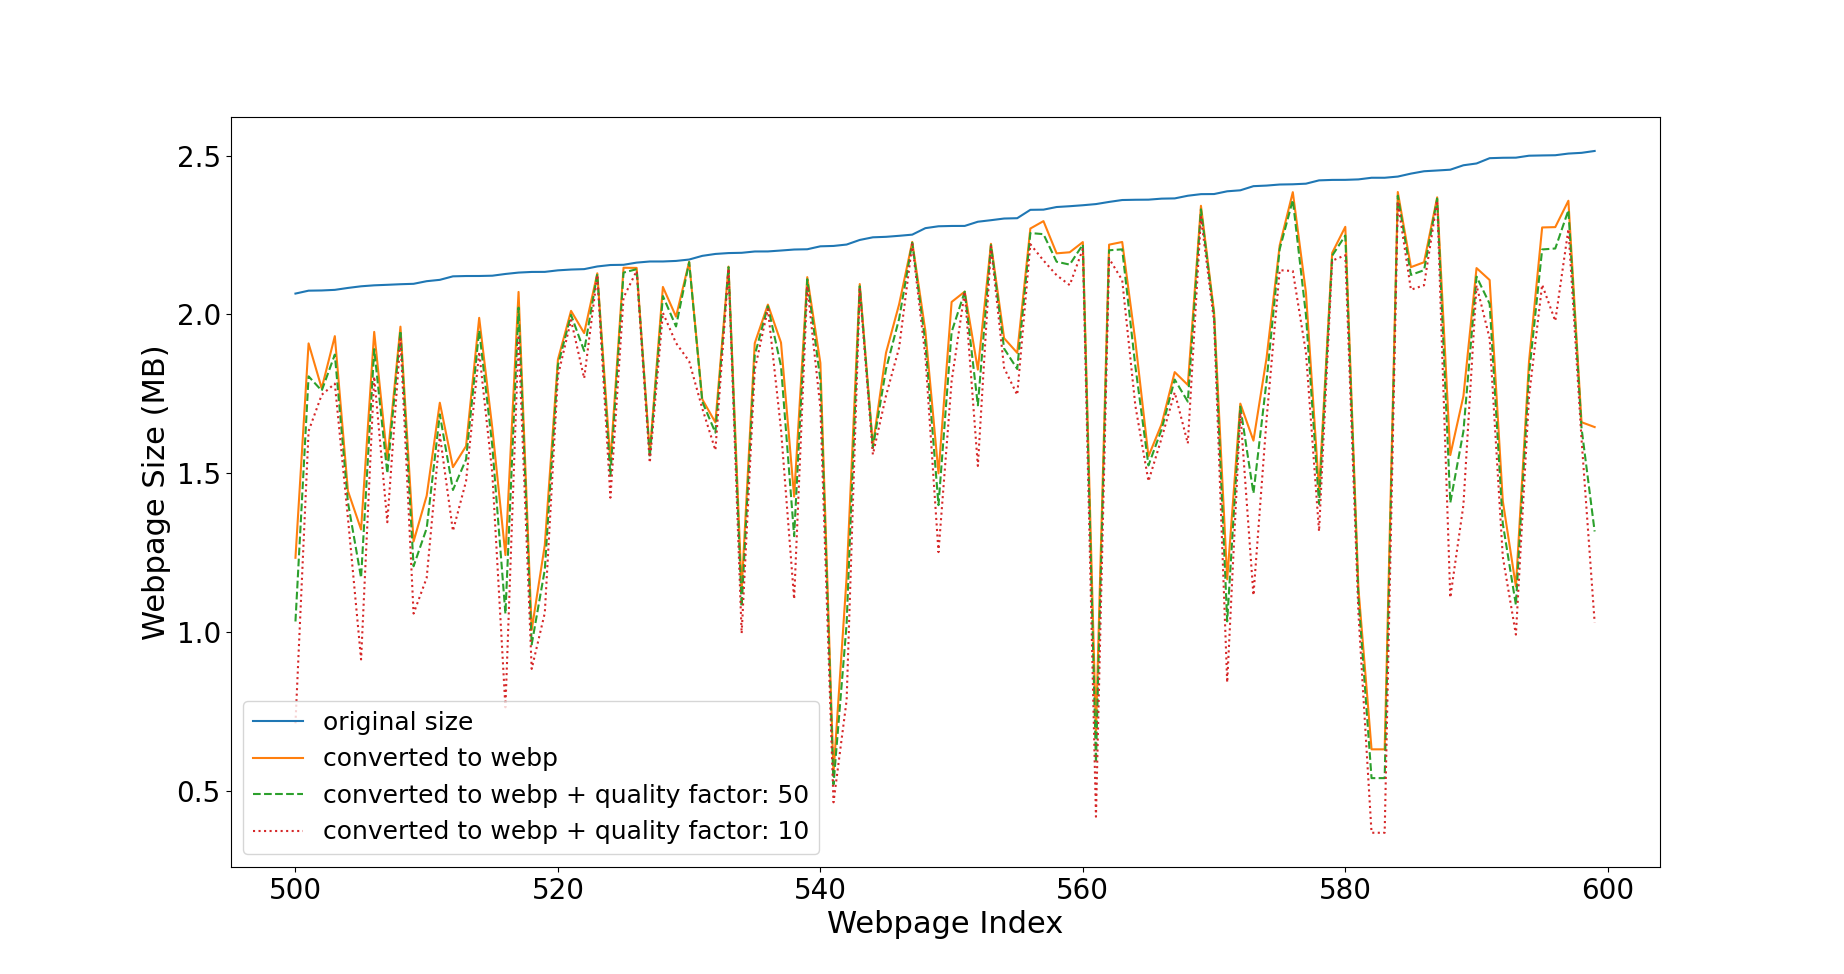 2.5
2.0
1.5
1.0
0.5
Webpage Size (MB)
original size
converted to webp
converted to webp + quality factor: 50
converted to webp + quality factor: 10
500 520 540 560 580 600
Webpage Index